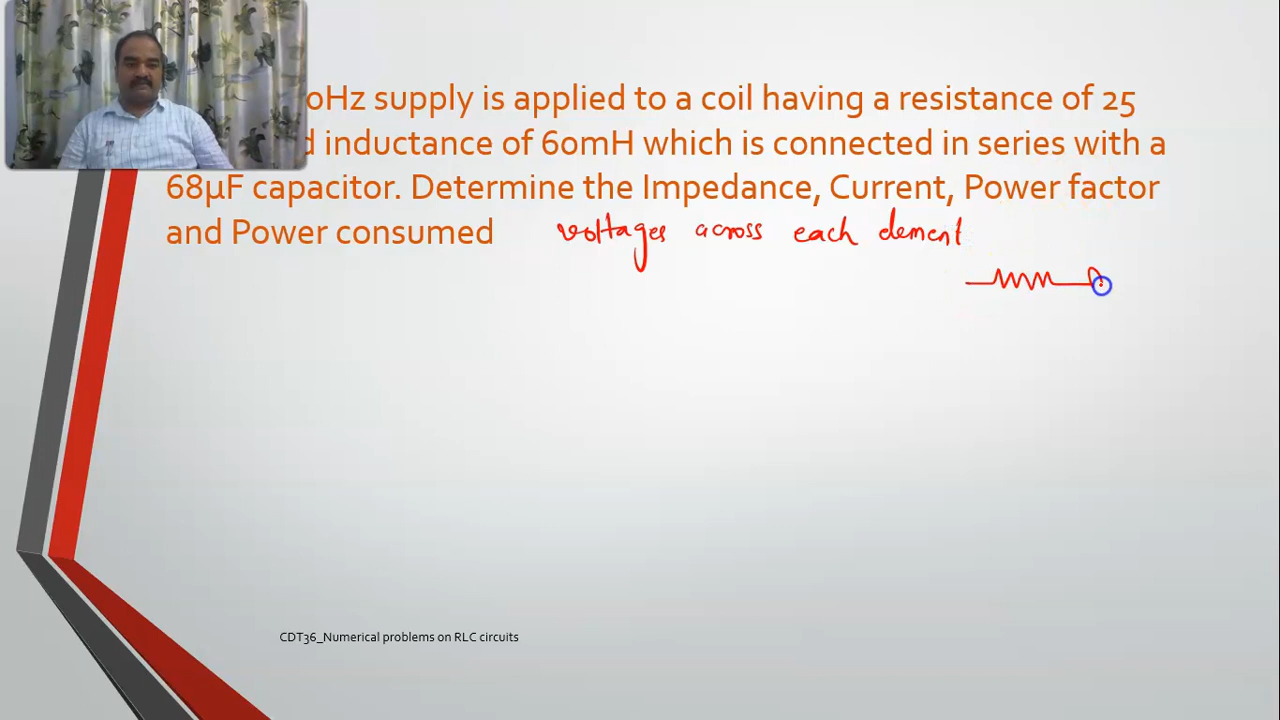 oHz supply is applied to a coil having a resistance of 25
inductance of 60mH which is connected in series with a
68µF capacitor. Determine the Impedance, Current, Power factor
and Power consumed voltages across each element
CDT36_Numerical problems on RLC circuits